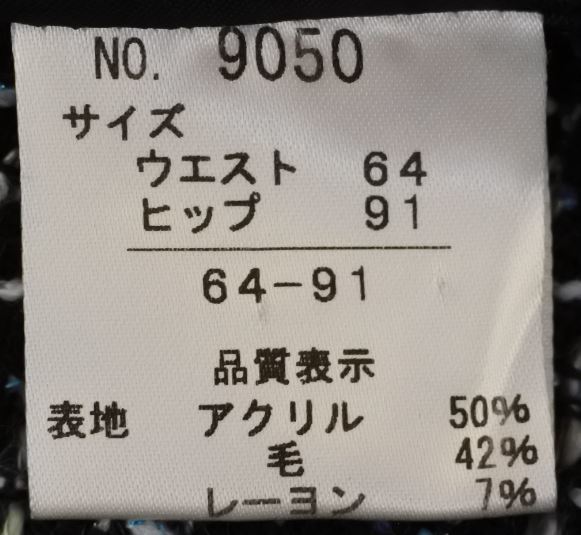 NO. 9050
サイズ
ウエスト 64
ヒップ 91
64-91
品質表示
表地 アクリル 50%
毛 42%
レーヨン 7%